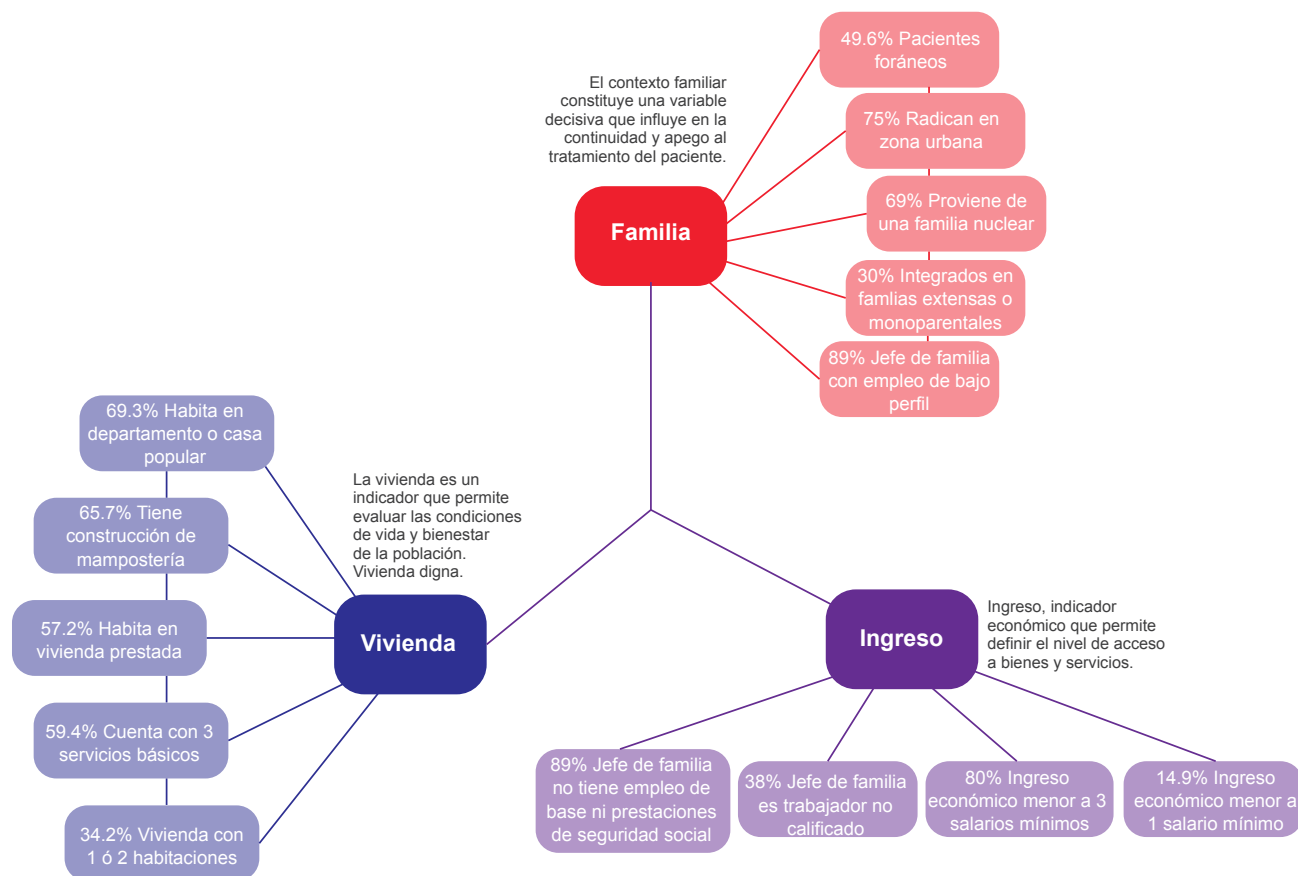 49.6% Pacientes
foráneos
El contexto familiar
constituye una variable
decisiva que influye en la
continuidad y apego al
tratamiento del paciente.
75% Radican en
zona urbana
Familia
69% Proviene de
una familia nuclear
30% Integrados en
famlias extensas o
monoparentales
89% Jefe de familia
con empleo de bajo
perfil
69.3% Habita en
departamento o casa
popular
La vivienda es un
indicador que permite
evaluar las condiciones
de vida y bienestar
de la población.
Vivienda digna.
65.7% Tiene
construcción de
mampostería
57.2% Habita en
vivienda prestada
Vivienda
59.4% Cuenta con 3
servicios básicos
34.2% Vivienda con
1 ó 2 habitaciones
Ingreso
Ingreso, indicador
económico que permite
definir el nivel de acceso
a bienes y servicios.
89% Jefe de familia
no tiene empleo de
base ni prestaciones
de seguridad social
38% Jefe de familia
es trabajador no
calificado
80% Ingreso
económico menor a 3
salarios mínimos
14.9% Ingreso
económico menor a
1 salario mínimo